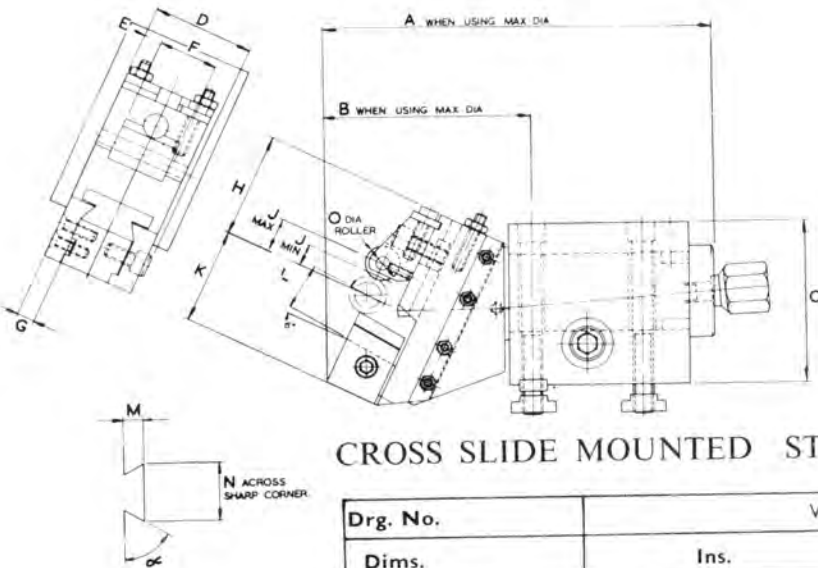 A WHEN USING MAX DIA
B WHEN USING MAX DIA
C
D
E
F
G
H
J MAX
J MIN
K
L
O DIA
ROLLER
M
N ACROSS
SHARP CORNER.
α
CROSS SLIDE MOUNTED ST
Drg. No.
Dims. Ins.